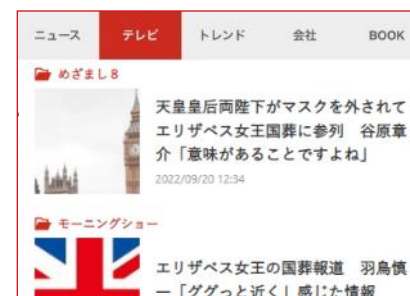 ニュース テレビ トレンド 会社 BOOK
めざまし8
天皇皇后両陛下がマスクを外されて
エリザベス女王国葬に参列 谷原章
介「意味があることですよね」
2022/09/20 12:34
モーニングショー
エリザベス女王の国葬報道 羽鳥慎
一「ググっと近く」感じた情報